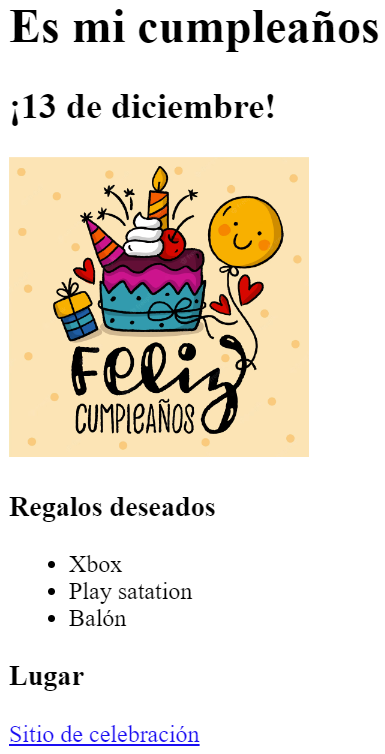 Es mi cumpleaños
¡13 de diciembre!
Feliz
CUMPLEAÑOS
Regalos deseados
Xbox
Play satation
Balón
Lugar
Sitio de celebración